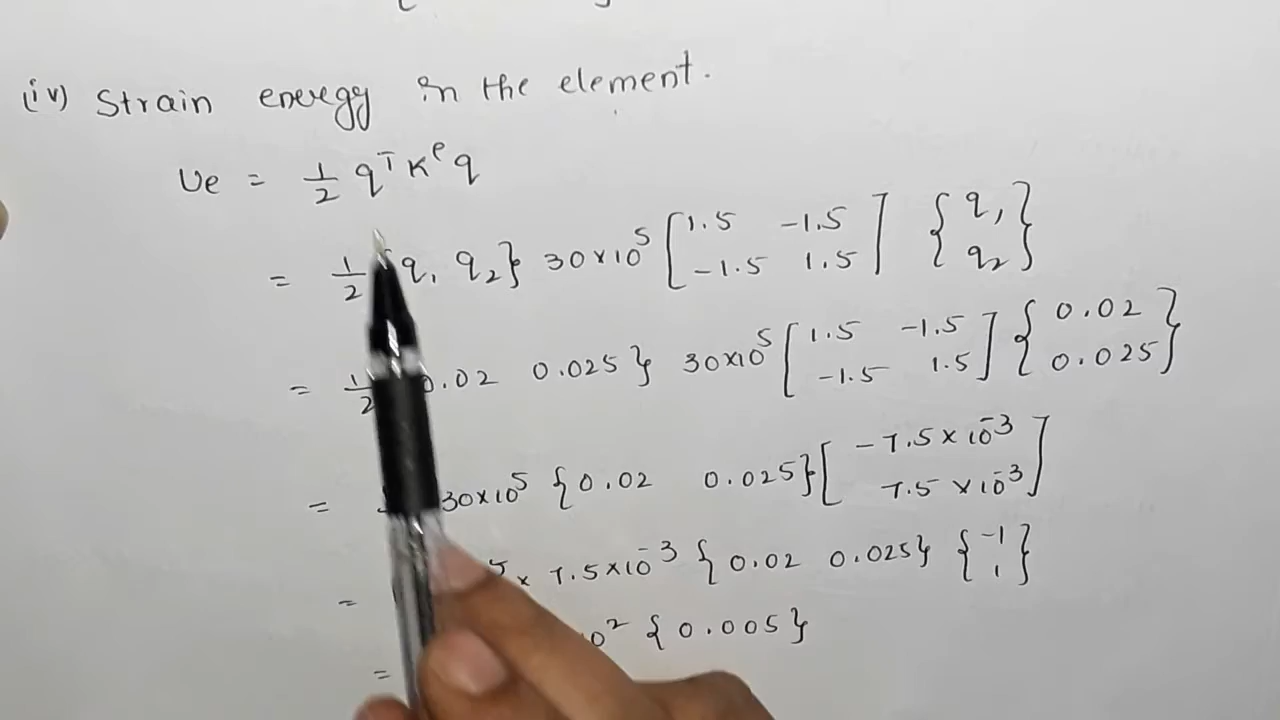 (iv) Strain energy in the element.
Ue = 1/2 q^T K^e q
= 1/2 {q1 q2} 30×10^5 [1.5 -1.5; -1.5 1.5] {q1; q2}
= 1/2 0.02 0.025} 30×10^5 [1.5 -1.5; -1.5 1.5] {0.02; 0.025}
= 30×10^5 {0.02 0.025} [-7.5×10^-3; 7.5×10^-3]
= 5 × 7.5×10^-3 {0.02 0.025} {-1; 1}
= 0^2 {0.005}